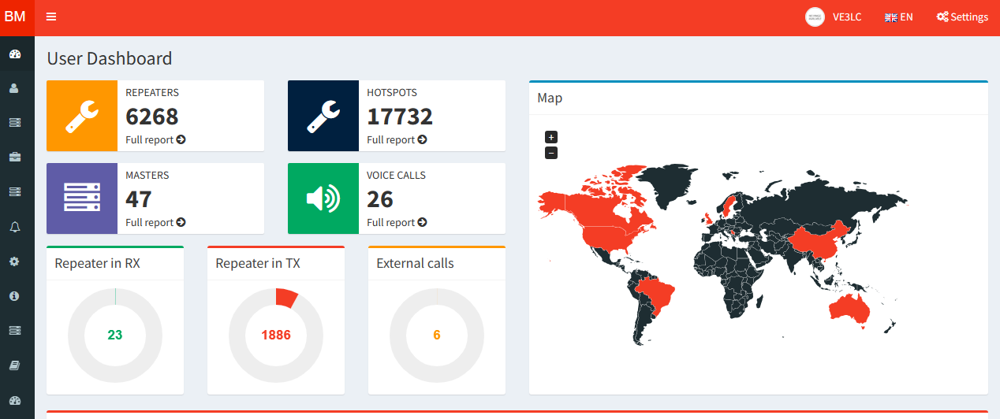 BM
VE3LC
EN
Settings
User Dashboard
REPEATERS
6268
Full report
HOTSPOTS
17732
Full report
MASTERS
47
Full report
VOICE CALLS
26
Full report
Repeater in RX
23
Repeater in TX
1886
External calls
6
Map
+
−